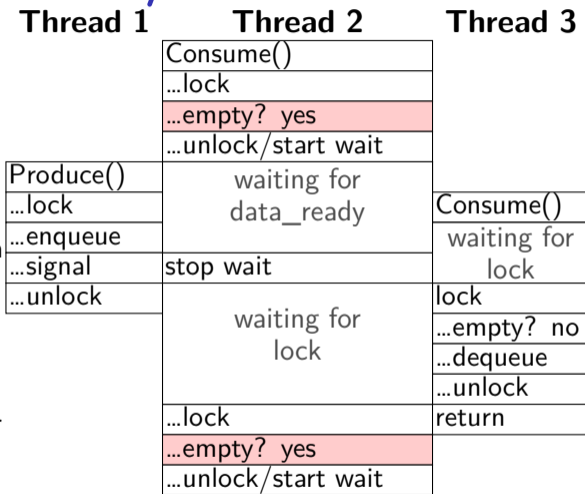 Thread 1 Thread 2 Thread 3
Consume()
...lock
...empty? yes
...unlock/start wait
Produce() waiting for
data_ready
...lock Consume()
...enqueue waiting for
lock
...signal stop wait
...unlock lock
waiting for
lock
...empty? no
...dequeue
...unlock
...lock return
...empty? yes
...unlock/start wait